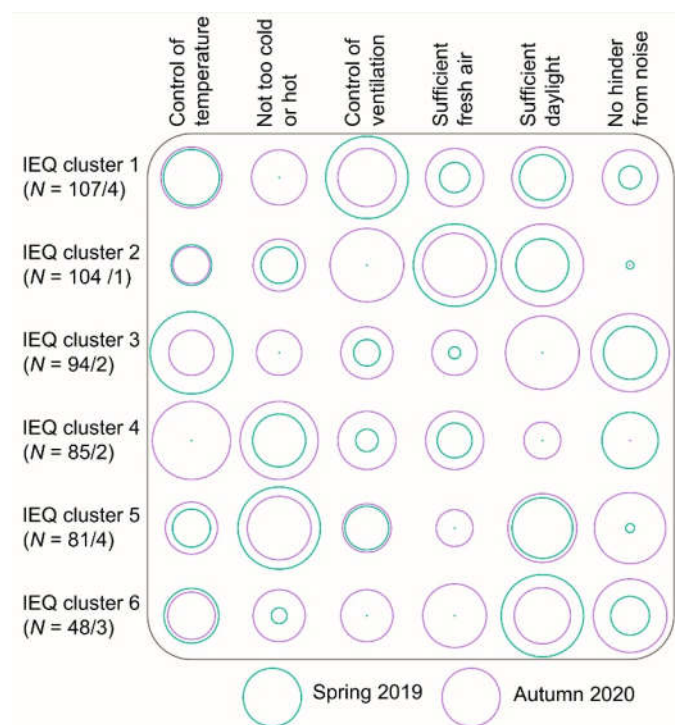 Control of
temperature
Not too cold
or hot
Control of
ventilation
Sufficient
fresh air
Sufficient
daylight
No hinder
from noise
IEQ cluster 1
(N = 107/4)
IEQ cluster 2
(N = 104 /1)
IEQ cluster 3
(N = 94/2)
IEQ cluster 4
(N = 85/2)
IEQ cluster 5
(N = 81/4)
IEQ cluster 6
(N = 48/3)
Spring 2019
Autumn 2020